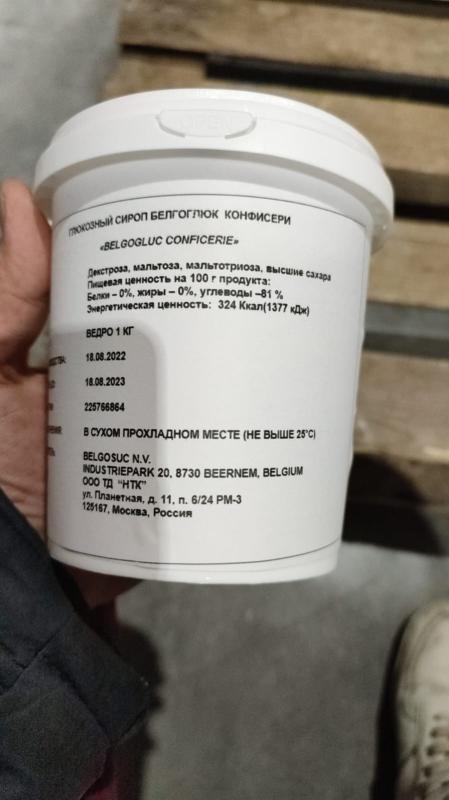 OPEN
ГЛЮКОЗНЫЙ СИРОП БЕЛГОГЛЮК КОНФИСЕРИ
«BELGOGLUC CONFICERIE»
Декстроза, мальтоза, мальтотриоза, высшие сахара
Пищевая ценность на 100 г продукта:
Белки – 0%, жиры – 0%, углеводы –81 %
Энергетическая ценность: 324 Ккал(1377 кДж)
ВЕДРО 1 КГ
18.08.2022
18.08.2023
225766864
В СУХОМ ПРОХЛАДНОМ МЕСТЕ (НЕ ВЫШЕ 25°С)
BELGOSUC N.V.
INDUSTRIEPARK 20, 8730 BEERNEM, BELGIUM
ООО ТД "НТК"
ул. Планетная, д. 11, п. 6/24 РМ-3
125167, Москва, Россия